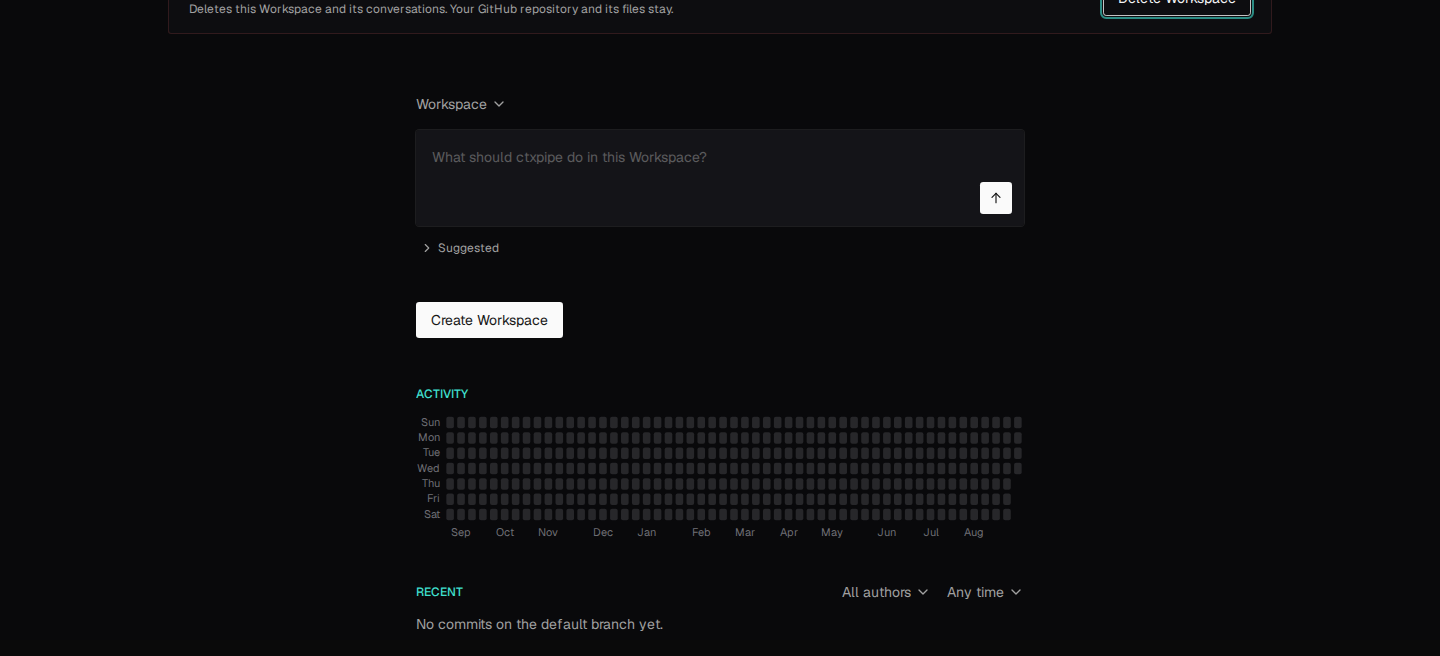 Deletes this Workspace and its conversations. Your GitHub repository and its files stay.
Delete Workspace
Workspace
What should ctxpipe do in this Workspace?
Suggested
Create Workspace
ACTIVITY
Sun
Mon
Tue
Wed
Thu
Fri
Sat
Sep Oct Nov Dec Jan Feb Mar Apr May Jun Jul Aug
RECENT
All authors
Any time
No commits on the default branch yet.